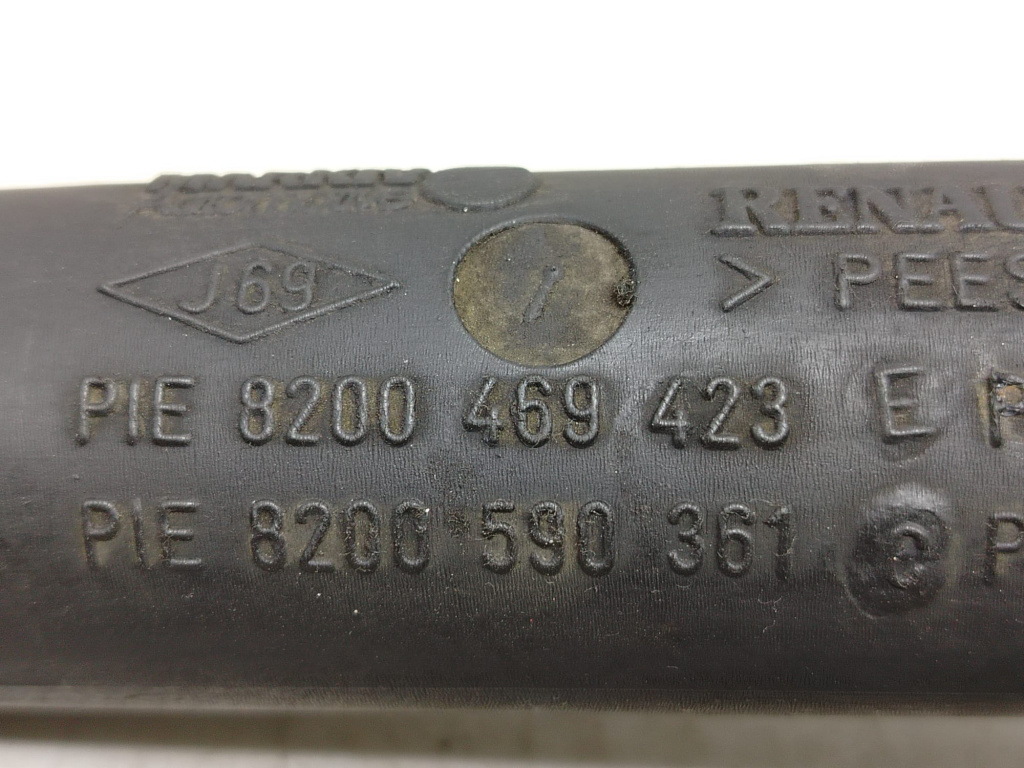 RENAU
J69
> PEES
PIE 8200 469 423 E P
PIE 8200 590 361 C P